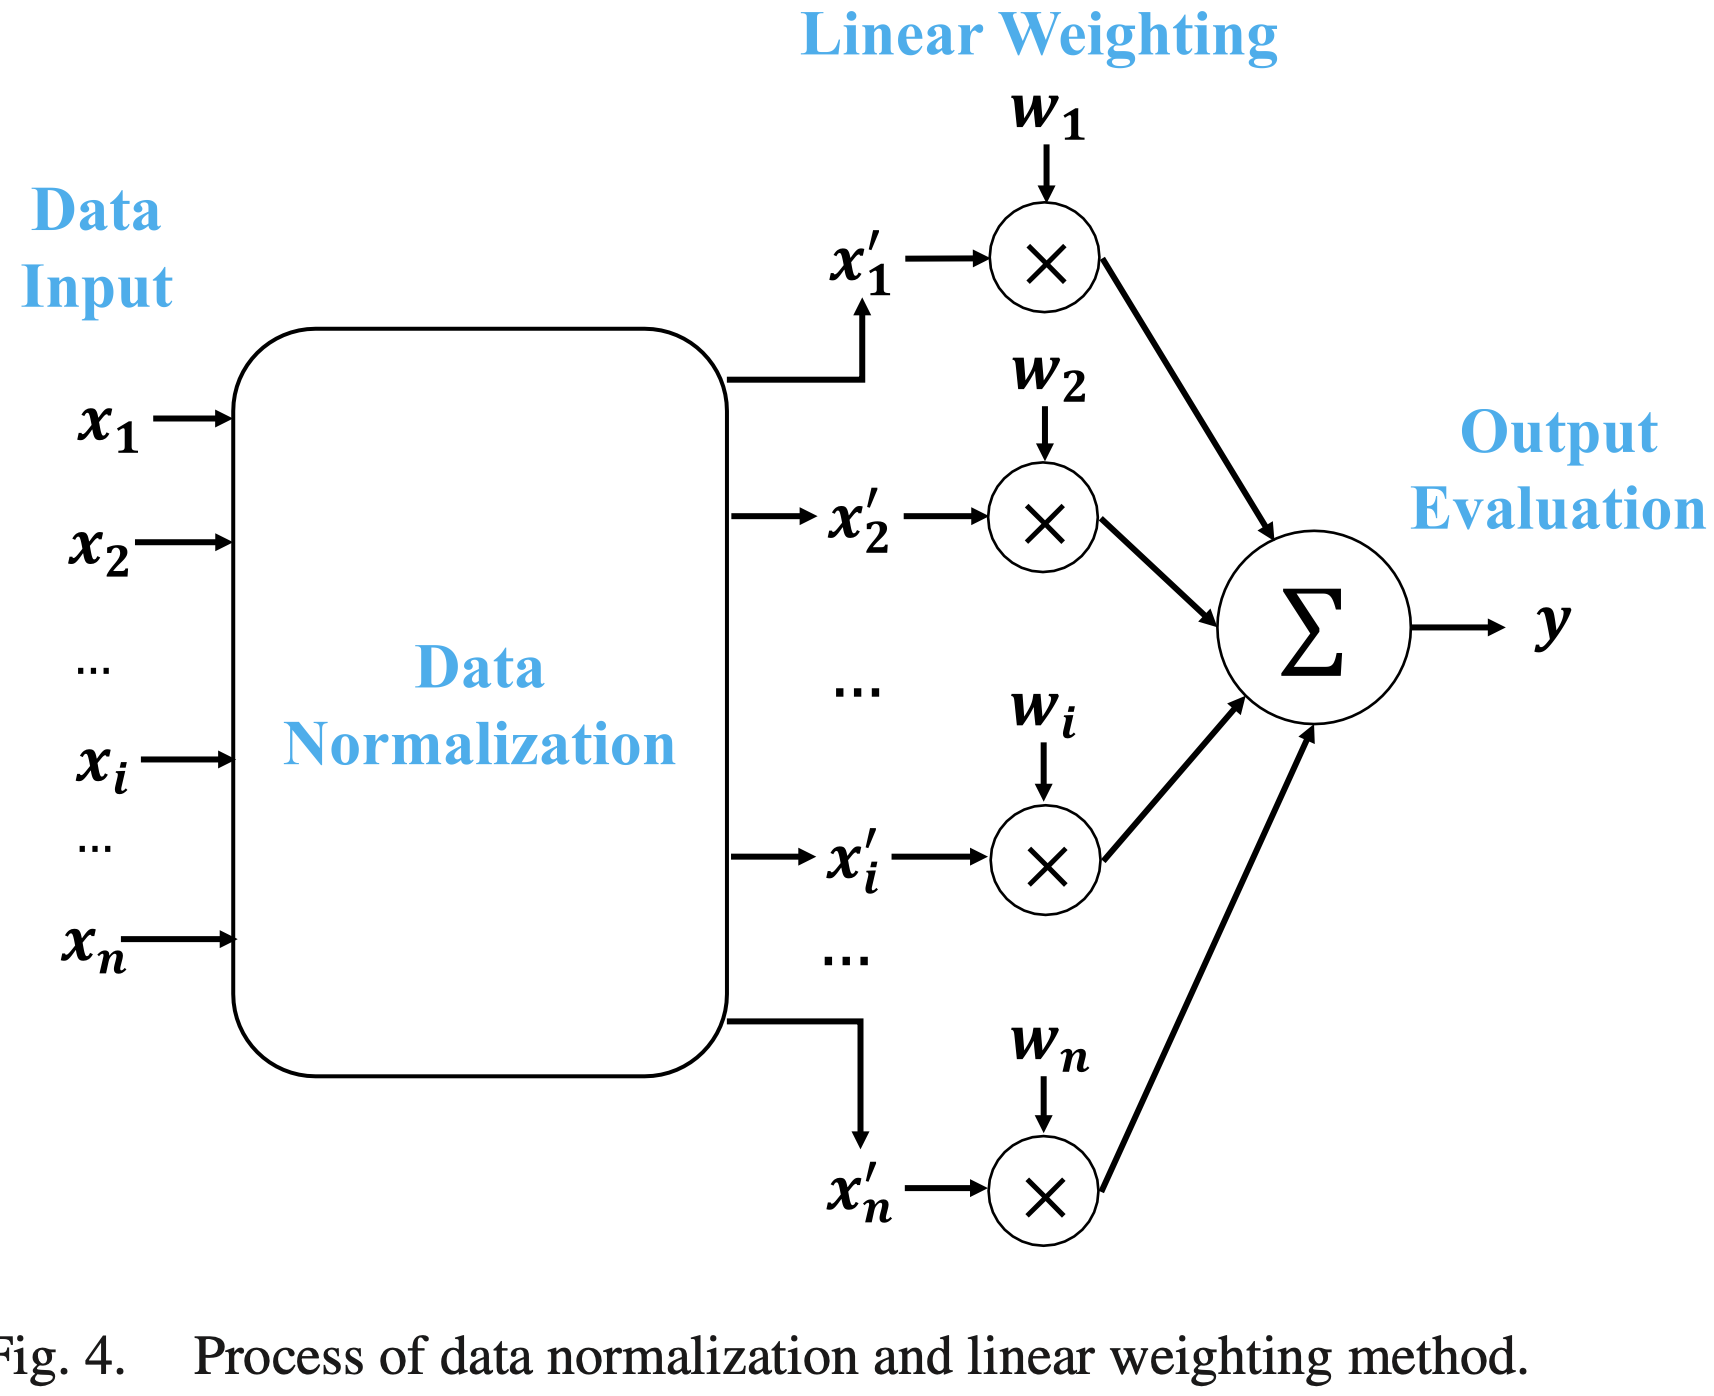 Linear Weighting
w₁
Data
Input
x′₁
×
w₂
x₁
Output
Evaluation
x₂
x′₂
×
∑
y
...
Data
Normalization
...
wᵢ
xᵢ
...
x′ᵢ
×
xₙ
...
wₙ
x′ₙ
×
Fig. 4. Process of data normalization and linear weighting method.